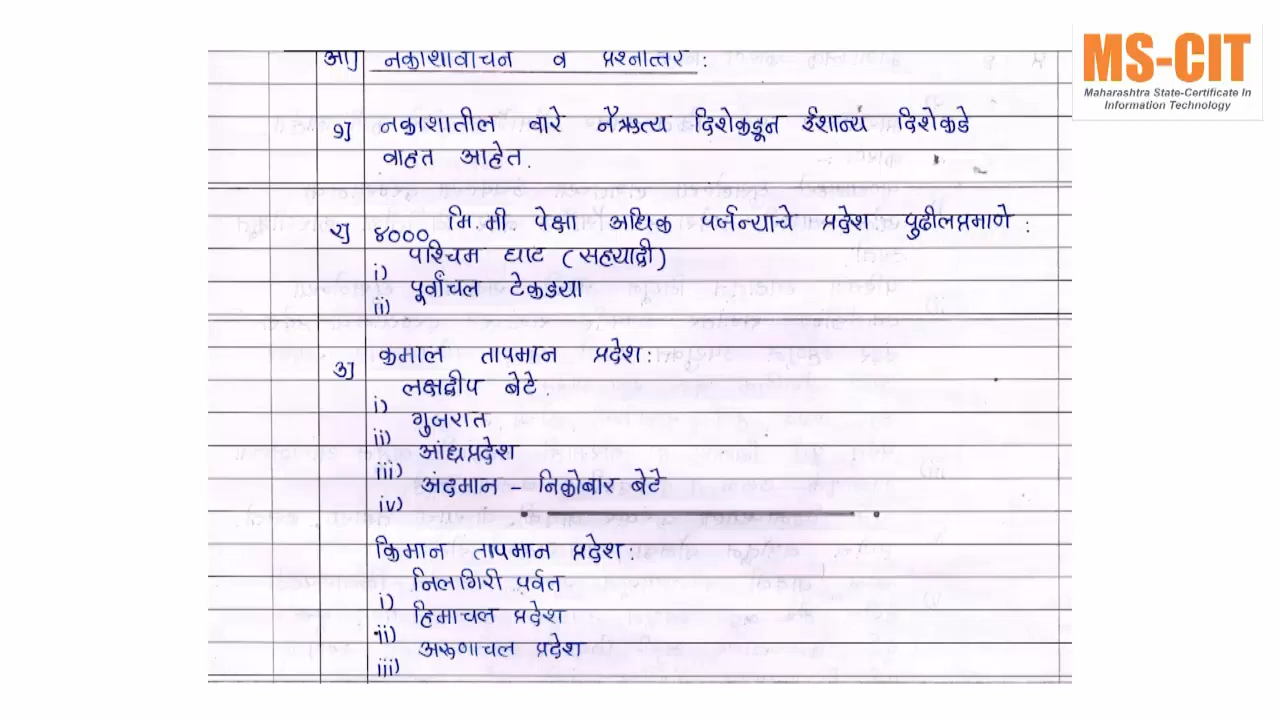 आ] नकाशावाचन व प्रश्नोत्तर :
१] नकाशातील वारे नैऋत्य दिशेकडून ईशान्य दिशेकडे
वाहत आहेत.
२] ४००० मि.मी पेक्षा अधिक पर्जन्याचे प्रदेश पुढीलप्रमाणे :
i) पश्चिम घाट (सह्याद्री)
ii) पूर्वांचल टेकड्या
३] कमाल तापमान प्रदेश :
i) लक्षद्वीप बेटे.
ii) गुजरात
iii) आंध्रप्रदेश
iv) अंदमान - निकोबार बेटे
किमान तापमान प्रदेश :
i) निलगिरी पर्वत
ii) हिमाचल प्रदेश
iii) अरूणाचल प्रदेश
MS-CIT
Maharashtra State-Certificate In
Information Technology